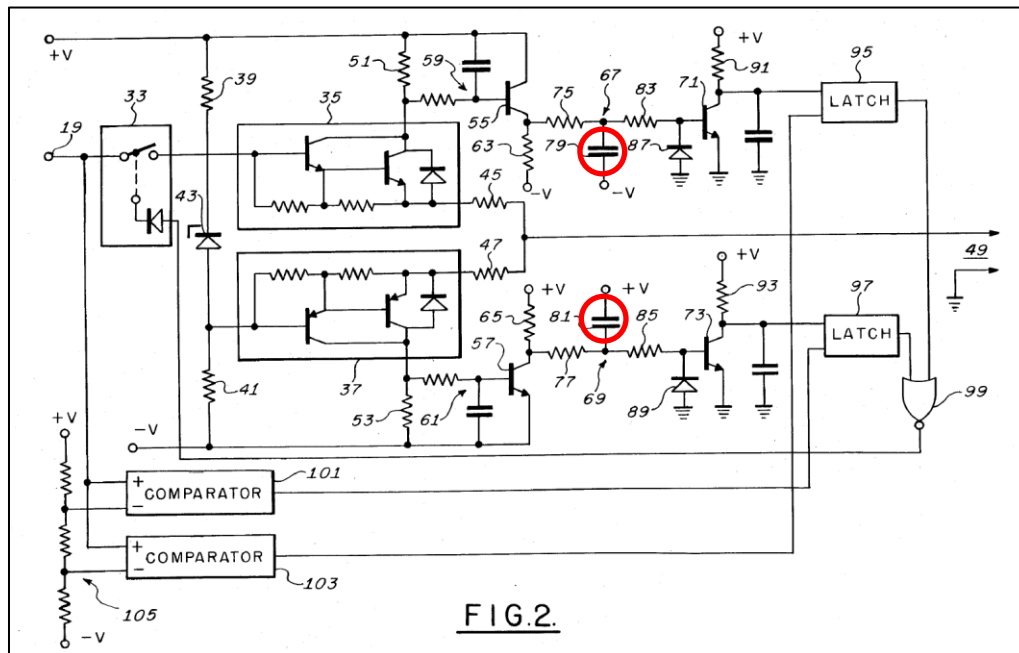 +V
39
51
59
55
63
-V
75
67
79
-V
83
87
71
+V
91
95
LATCH
33
19
35
43
45
47
49
37
41
53
61
-V
+V
65
57
77
+V
81
69
85
89
73
+V
93
97
LATCH
99
+V
+
COMPARATOR
-
101
+
COMPARATOR
-
103
105
-V
FIG.2.